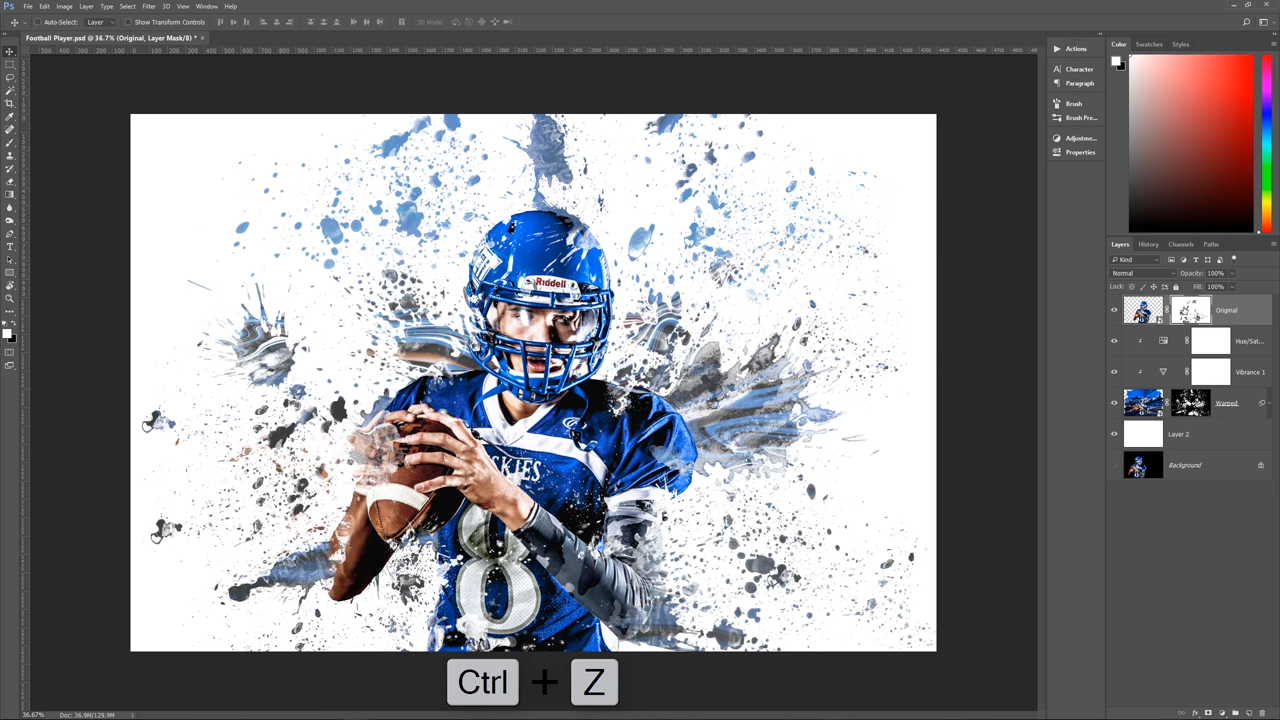 Ps File Edit Image Layer Type Select Filter 3D View Window Help
Auto-Select: Layer Show Transform Controls 3D Mode:
Football Player.psd @ 36.7% (Original, Layer Mask/8) * ×
Actions
Character
Paragraph
Brush
Brush Pre...
Adjustme...
Properties
Color Swatches Styles
Layers History Channels Paths
Kind
Normal Opacity: 100%
Lock: Fill: 100%
Original
Hue/Sat...
Vibrance 1
Warped
Layer 2
Background
Riddell
SKIES
8
Ctrl + Z
36.67% Doc: 36.9M/129.9M